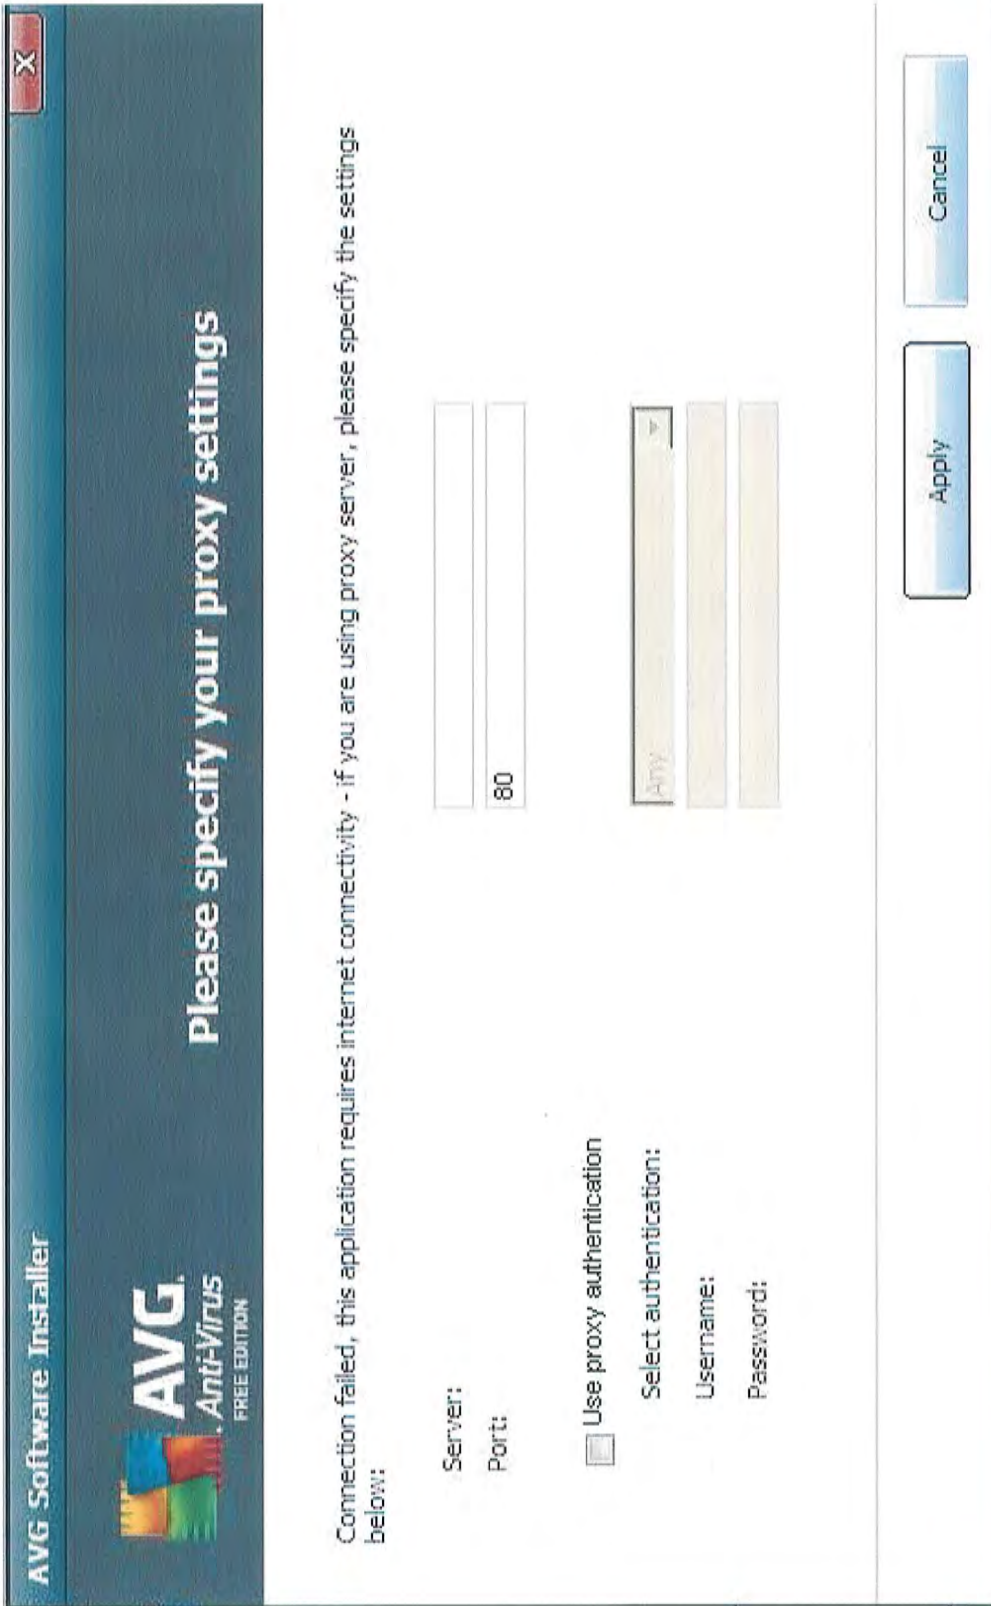 AVG Software Installer
X
AVG.
Anti-Virus
FREE EDITION
Please specify your proxy settings
Connection failed, this application requires internet connectivity - if you are using proxy server, please specify the settings
below:
Server:
Port: 80
Use proxy authentication
Select authentication: Any
Username:
Password:
Apply Cancel